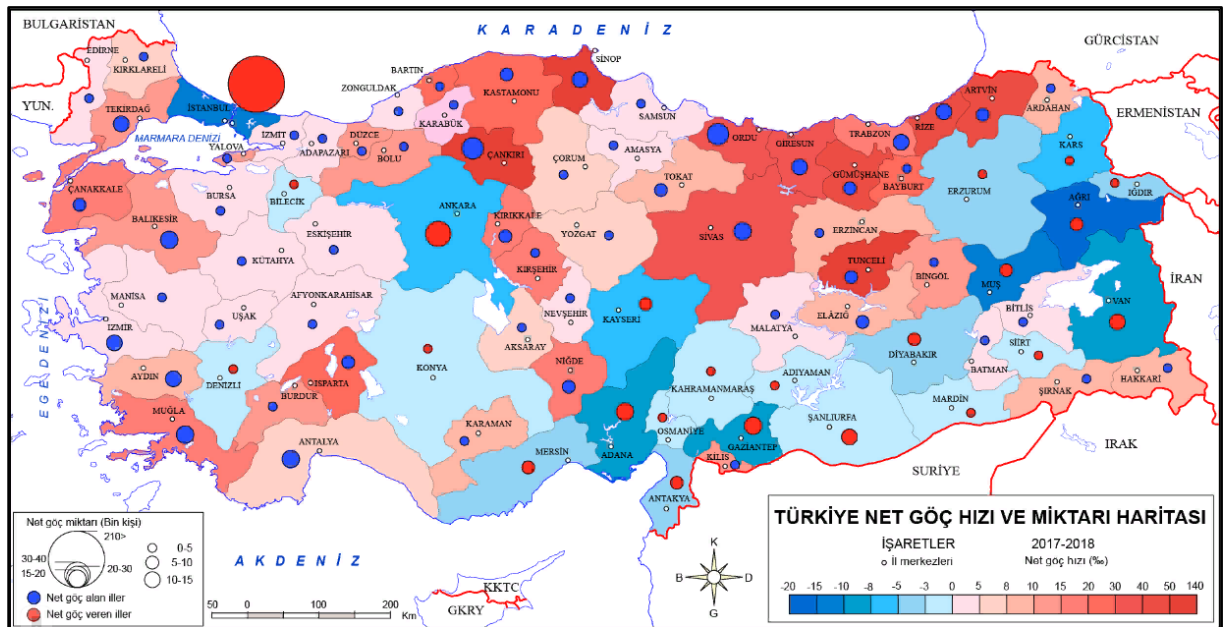 KARADENİZ
BULGARİSTAN
GÜRCİSTAN
YUN.
ERMENİSTAN
İRAN
IRAK
SURİYE
MARMARA DENİZİ
EGE DENİZİ
AKDENİZ
KKTC
GKRY
EDİRNE
KIRKLARELİ
TEKİRDAĞ
İSTANBUL
YALOVA
İZMİT
ADAPAZARI
DÜZCE
BOLU
ZONGULDAK
BARTIN
KARABÜK
KASTAMONU
SİNOP
ÇANKIRI
SAMSUN
AMASYA
ÇORUM
TOKAT
ORDU
GİRESUN
TRABZON
RİZE
ARTVİN
ARDAHAN
GÜMÜŞHANE
BAYBURT
KARS
ERZURUM
IĞDIR
AĞRI
ÇANAKKALE
BALIKESİR
BURSA
BİLECİK
ESKİŞEHİR
KÜTAHYA
ANKARA
KIRIKKALE
KIRŞEHİR
YOZGAT
SİVAS
ERZİNCAN
TUNCELİ
BİNGÖL
MUŞ
VAN
BİTLİS
MANİSA
İZMİR
UŞAK
AFYONKARAHİSAR
AKSARAY
NEVŞEHİR
KAYSERİ
MALATYA
ELAZIĞ
DİYABAKIR
BATMAN
SİİRT
ŞIRNAK
HAKKARİ
AYDIN
DENİZLİ
BURDUR
ISPARTA
KONYA
NİĞDE
KAHRAMANMARAŞ
ADIYAMAN
ŞANLIURFA
MARDİN
MUĞLA
ANTALYA
KARAMAN
MERSİN
ADANA
OSMANİYE
GAZİANTEP
KİLİS
ANTAKYA
Net göç miktarı (Bin kişi)
210>
30-40
15-20
20-30
0-5
5-10
10-15
Net göç alan iller
Net göç veren iller
50 0 100 200
Km
K
B D
G
TÜRKİYE NET GÖÇ HIZI VE MİKTARI HARİTASI
İŞARETLER 2017-2018
İl merkezleri Net göç hızı (‰)
-20 -10 -8 -5 -3 0 5 8 10 15 20 30 40 50 140